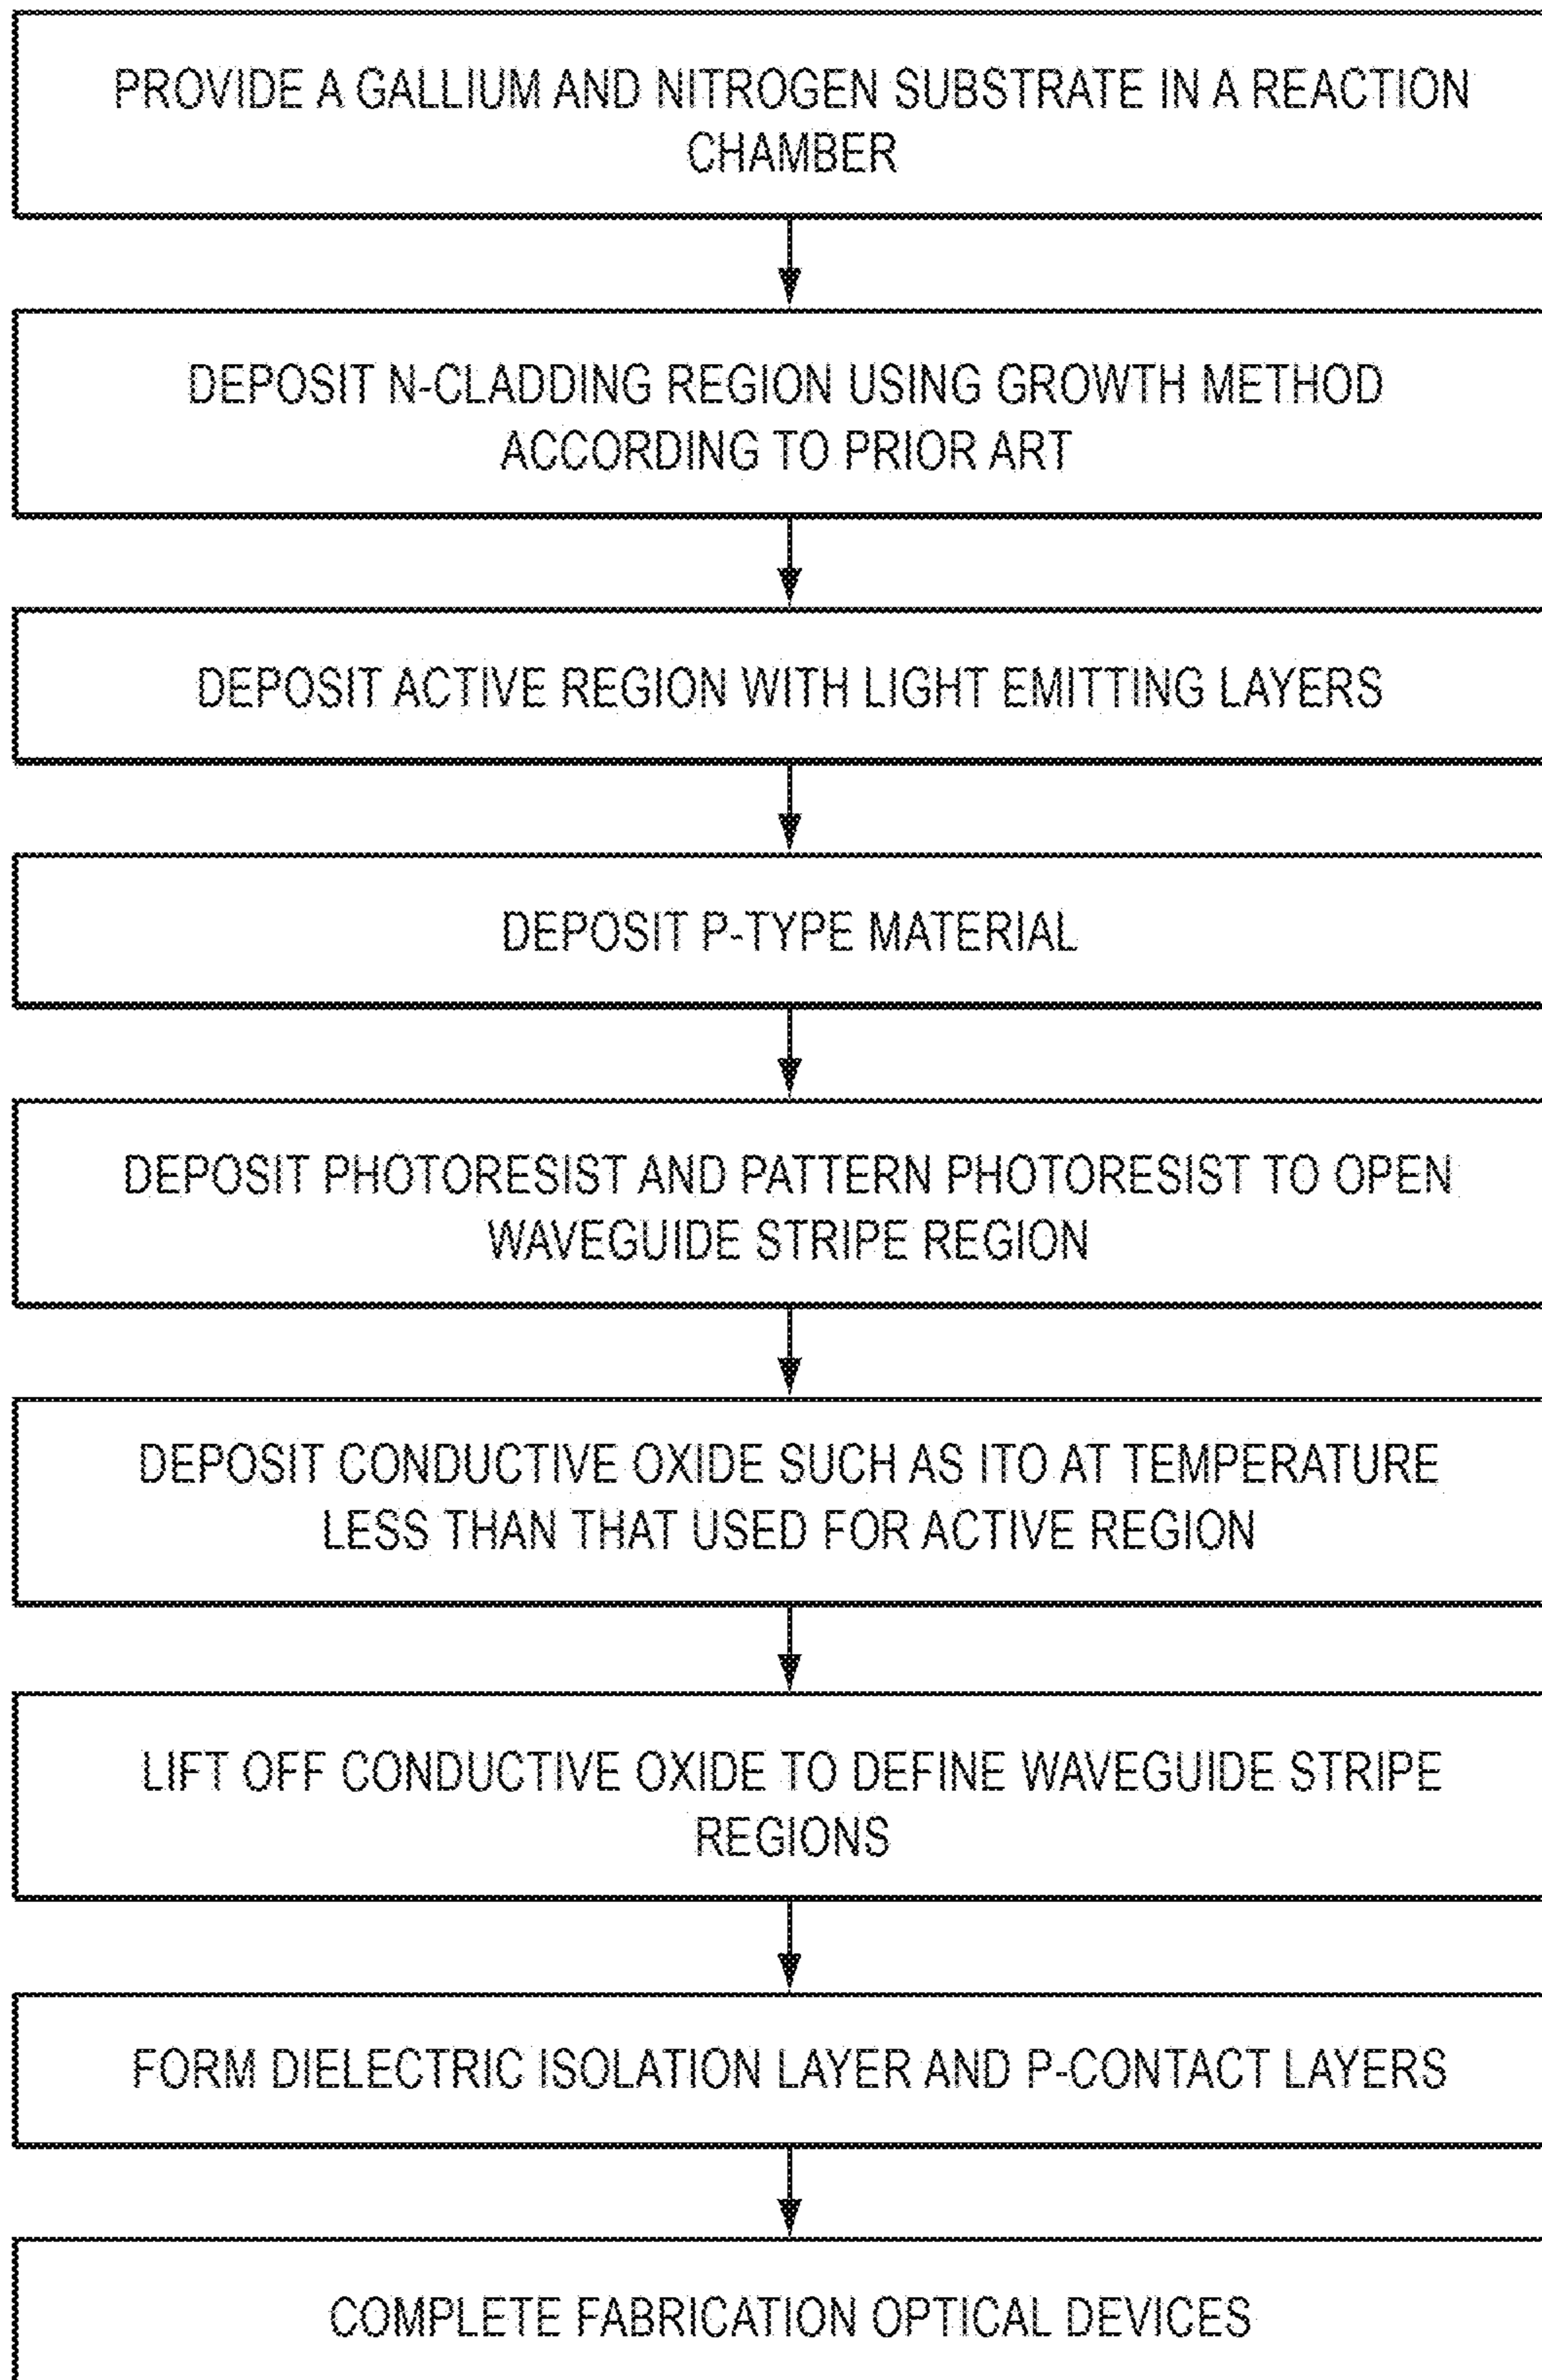 PROVIDE A GALLIUM AND NITROGEN SUBSTRATE IN A REACTION
CHAMBER
DEPOSIT N-CLADDING REGION USING GROWTH METHOD
ACCORDING TO PRIOR ART
DEPOSIT ACTIVE REGION WITH LIGHT EMITTING LAYERS
DEPOSIT P-TYPE MATERIAL
DEPOSIT PHOTORESIST AND PATTERN PHOTORESIST TO OPEN
WAVEGUIDE STRIPE REGION
DEPOSIT CONDUCTIVE OXIDE SUCH AS ITO AT TEMPERATURE
LESS THAN THAT USED FOR ACTIVE REGION
LIFT OFF CONDUCTIVE OXIDE TO DEFINE WAVEGUIDE STRIPE
REGIONS
FORM DIELECTRIC ISOLATION LAYER AND P-CONTACT LAYERS
COMPLETE FABRICATION OPTICAL DEVICES